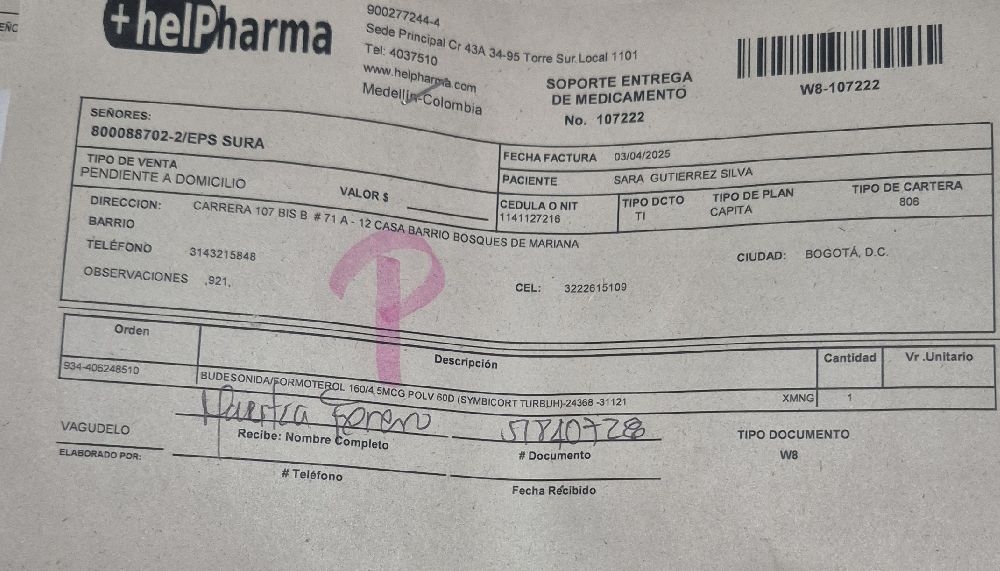 +helPharma
900277244-4
Sede Principal Cr 43A 34-95 Torre Sur.Local 1101
Tel: 4037510
www.helpharma.com
Medellín-Colombia
SOPORTE ENTREGA
DE MEDICAMENTO
No. 107222
W8-107222
SEÑORES:
800088702-2/EPS SURA
TIPO DE VENTA
PENDIENTE A DOMICILIO
VALOR $
FECHA FACTURA 03/04/2025
PACIENTE SARA GUTIERREZ SILVA
CEDULA O NIT
1141127216
TIPO DCTO
TI
TIPO DE PLAN
CAPITA
TIPO DE CARTERA
806
DIRECCION: CARRERA 107 BIS B # 71 A - 12 CASA BARRIO BOSQUES DE MARIANA
BARRIO
TELÉFONO 3143215848
CIUDAD: BOGOTÁ, D.C.
OBSERVACIONES ,921,
CEL: 3222615109
P
Orden Descripción Cantidad Vr .Unitario
934-406248510 BUDESONIDA/FORMOTEROL 160/4,5MCG POLV 60D (SYMBICORT TURBUH)-24368 -31121 XMNG 1
Forero 51840728
VAGUDELO
Recibe: Nombre Completo
# Documento
TIPO DOCUMENTO
W8
ELABORADO POR:
# Teléfono
Fecha Recibido